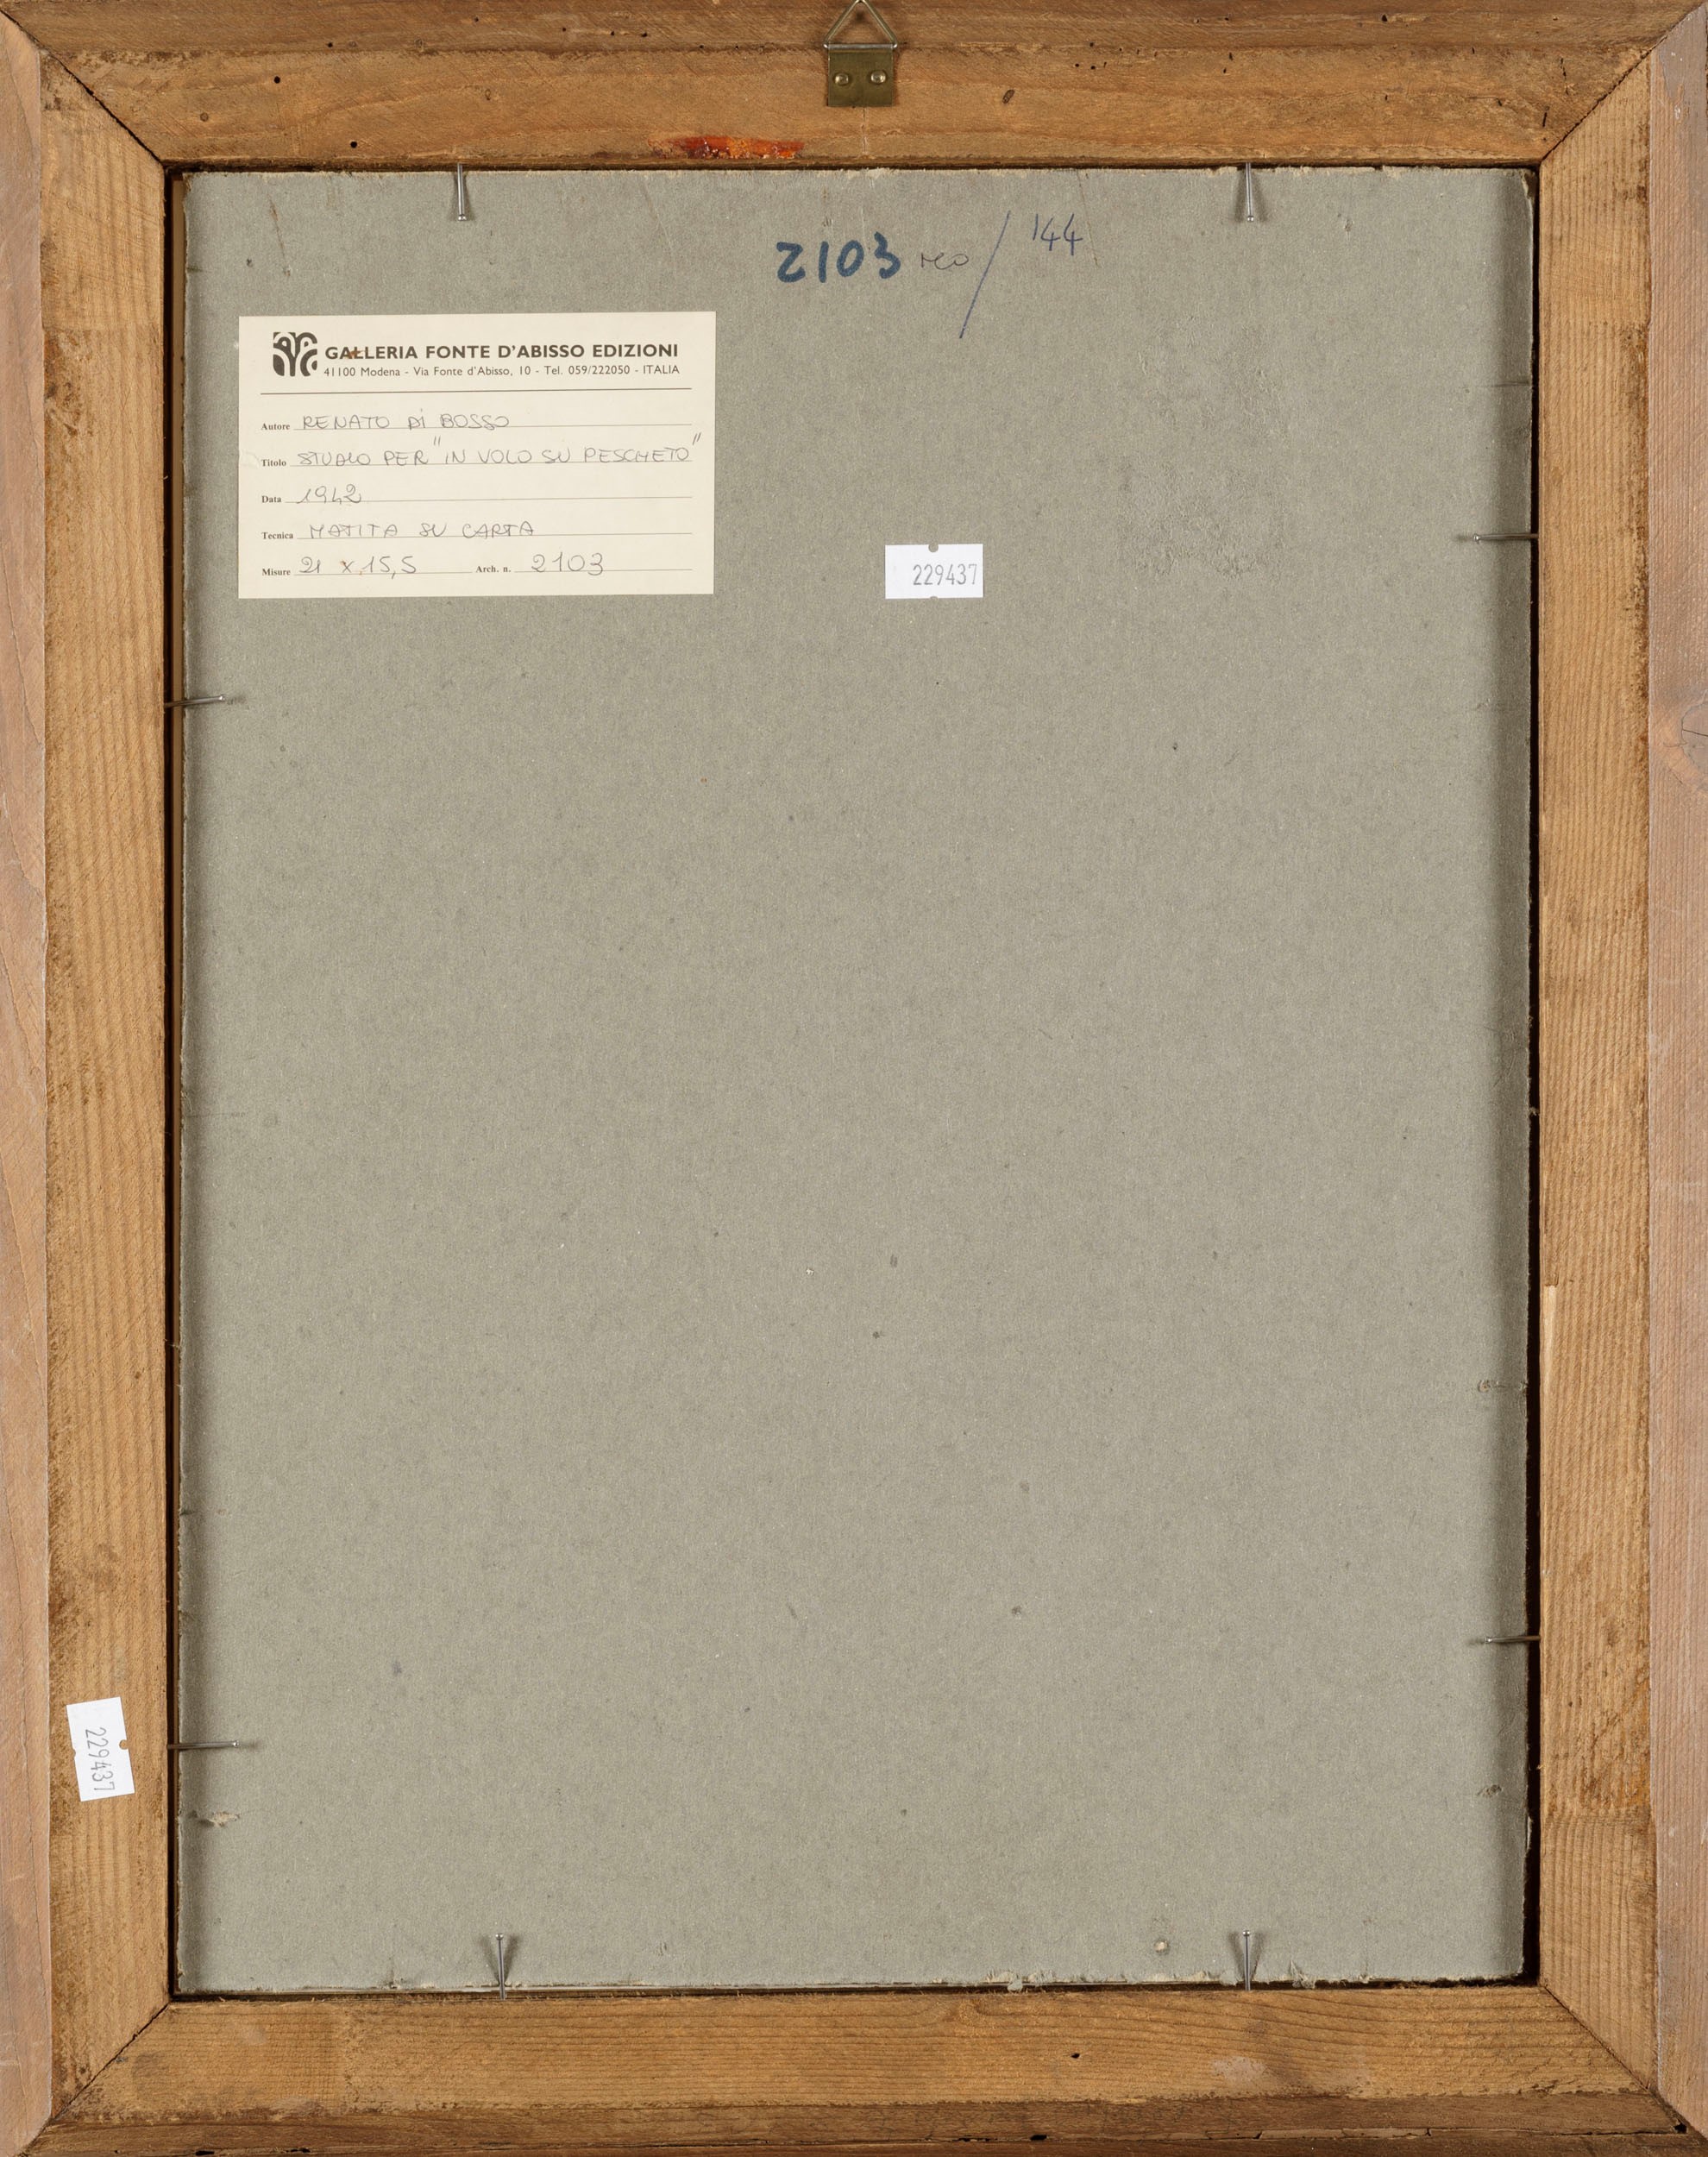 2103 / 144
GALLERIA FONTE D'ABISSO EDIZIONI
41100 Modena - Via Fonte d'Abisso, 10 - Tel. 059/222050 - ITALIA
Autore RENATO Di BOSSO
Titolo STUDIO PER "IN VOLO SU PESCHETO"
Data 1942
Tecnica MATITA SU CARTA
Misure 21 x 15,5 Arch. n. 2103
229437
229437